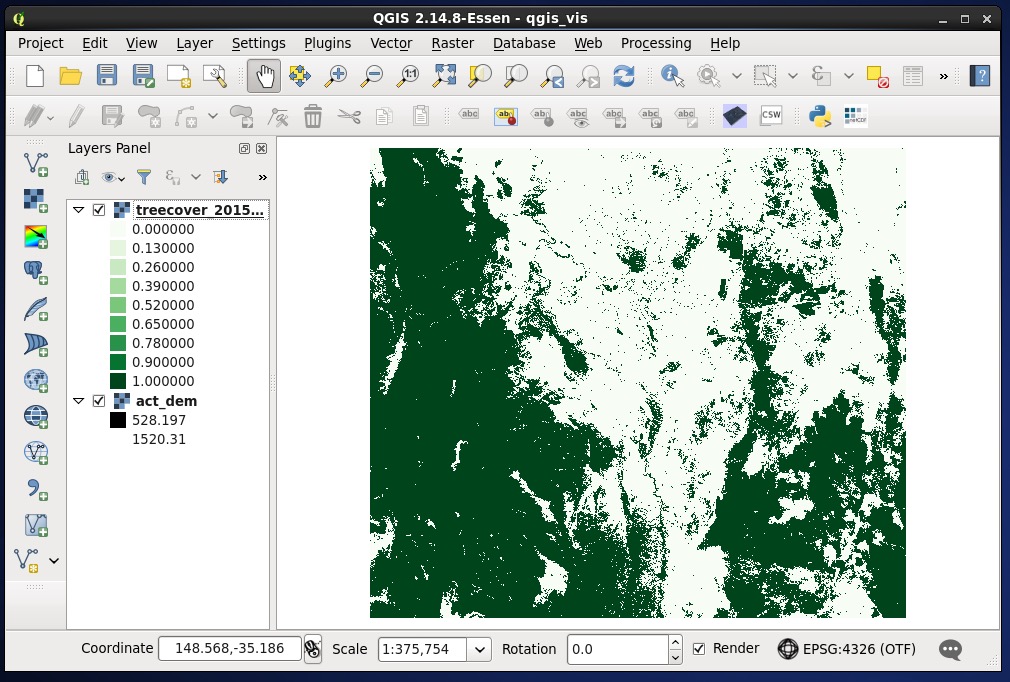 QGIS 2.14.8-Essen - qgis_vis
Project Edit View Layer Settings Plugins Vector Raster Database Web Processing Help
1:1
»
?
abc abc abc abc abc abc abc CSW
Layers Panel
»
treecover_2015...
0.000000
0.130000
0.260000
0.390000
0.520000
0.650000
0.900000
1.000000
act_dem
528.197
1520.31
Coordinate 148.568,-35.186 Scale 1:375,754 Rotation 0.0 Render EPSG:4326 (OTF)